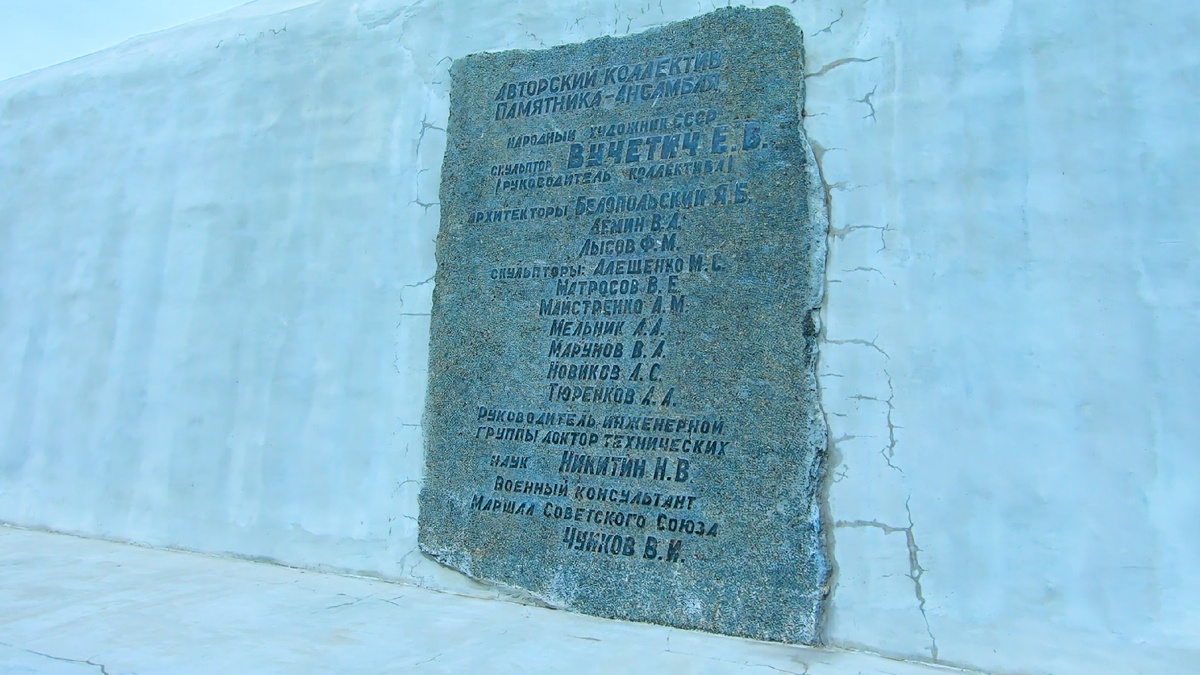 АВТОРСКИЙ КОЛЛЕКТИВ
ПАМЯТНИКА-АНСАМБЛЯ
НАРОДНЫЙ ХУДОЖНИК СССР
СКУЛЬПТОР ВУЧЕТИЧ Е.В.
(РУКОВОДИТЕЛЬ КОЛЛЕКТИВА)
АРХИТЕКТОРЫ: БЕЛОПОЛЬСКИЙ Я.Б.
ДЕМИН В.А.
ЛЫСОВ Ф.М.
СКУЛЬПТОРЫ: АЛЕЩЕНКО М.С.
МАТРОСОВ В.Е.
МАЙСТРЕНКО А.М.
МЕЛЬНИК А.А.
МАРУНОВ В.А.
НОВИКОВ А.С.
ТЮРЕНКОВ А.А.
РУКОВОДИТЕЛЬ ИНЖЕНЕРНОЙ
ГРУППЫ ДОКТОР ТЕХНИЧЕСКИХ
НАУК НИКИТИН Н.В.
ВОЕННЫЙ КОНСУЛЬТАНТ
МАРШАЛ СОВЕТСКОГО СОЮЗА
ЧУЙКОВ В.И.